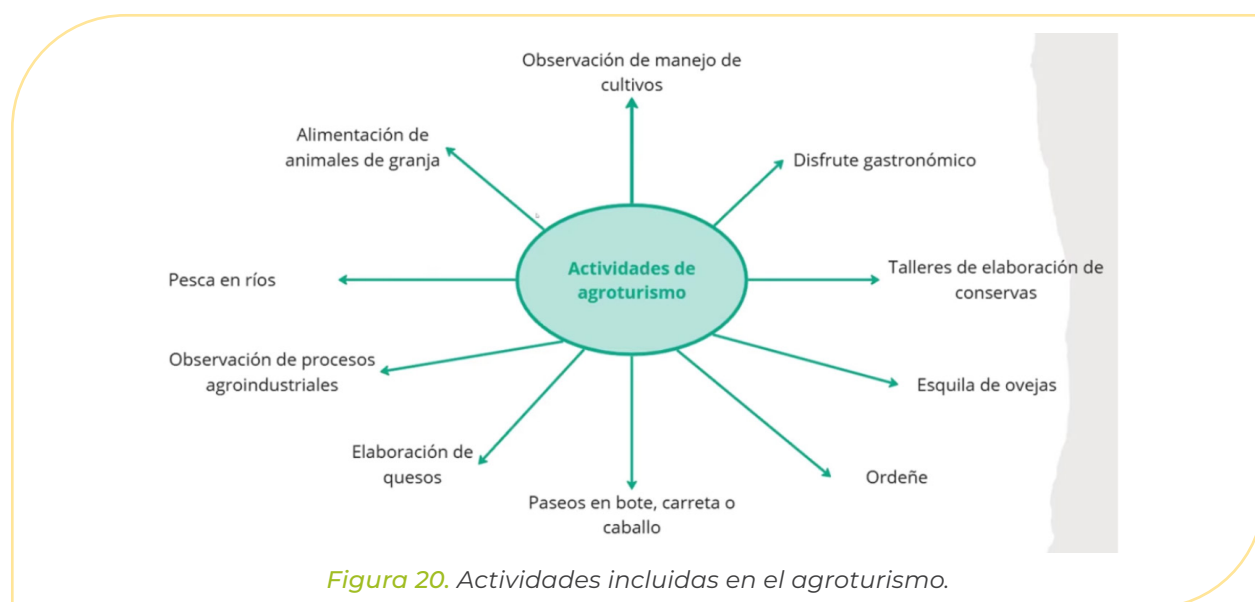 Observación de manejo de
cultivos
Alimentación de
animales de granja
Disfrute gastronómico
Actividades de
agroturismo
Pesca en ríos
Talleres de elaboración de
conservas
Observación de procesos
agroindustriales
Esquila de ovejas
Elaboración de
quesos
Ordeñe
Paseos en bote, carreta o
caballo
Figura 20. Actividades incluidas en el agroturismo.